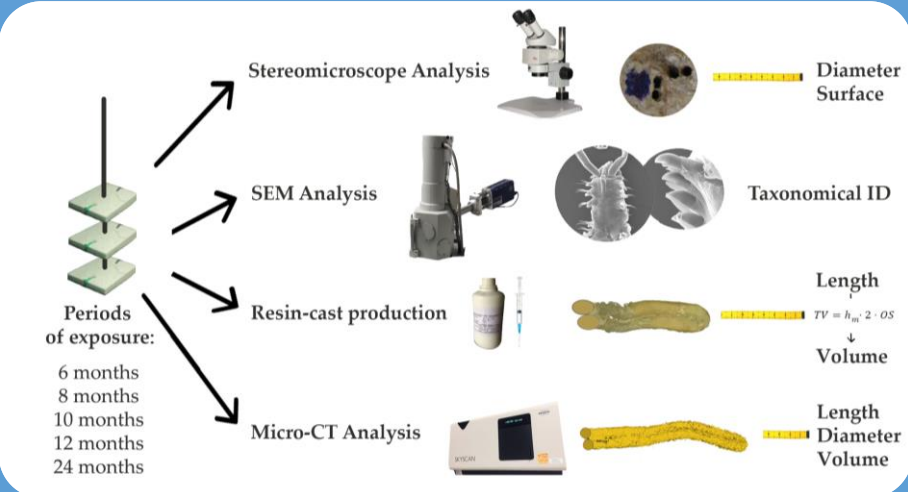 Stereomicroscope Analysis
Diameter
Surface
SEM Analysis
Taxonomical ID
Periods
of exposure:
6 months
8 months
10 months
12 months
24 months
Resin-cast production
Length
TV = hₘ· 2 · OS
Volume
Micro-CT Analysis
SKYSCAN
Length
Diameter
Volume